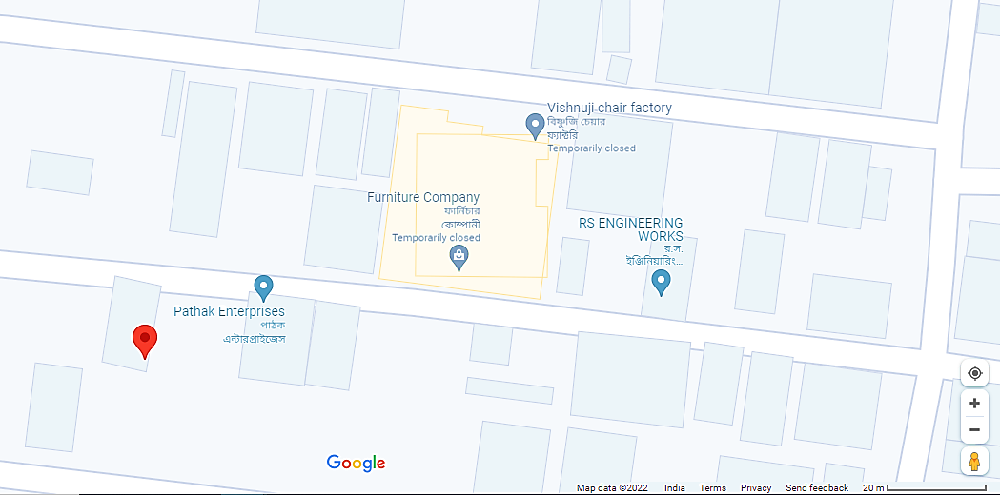 Vishnuji chair factory
বিষ্ণুজি চেয়ার
ফ্যাক্টরি
Temporarily closed
Furniture Company
ফার্নিচার
কোম্পানী
Temporarily closed
RS ENGINEERING
WORKS
র.স.
ইঞ্জিনিয়ারিং...
Pathak Enterprises
পাঠক
এন্টারপ্রাইজেস
Google
Map data ©2022 India Terms Privacy Send feedback 20 m